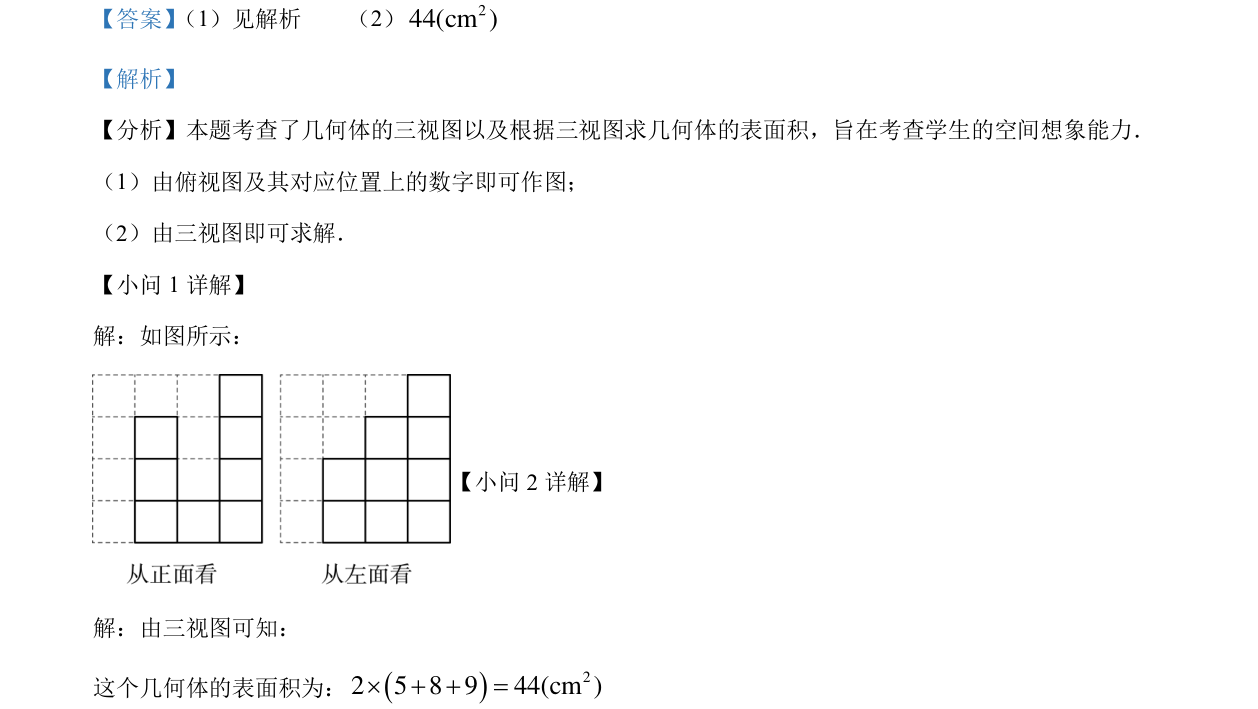 【答案】（1）见解析 （2）44(cm²)
【解析】
【分析】本题考查了几何体的三视图以及根据三视图求几何体的表面积，旨在考查学生的空间想象能力．
（1）由俯视图及其对应位置上的数字即可作图；
（2）由三视图即可求解．
【小问 1 详解】
解：如图所示：
【小问 2 详解】
从正面看 从左面看
解：由三视图可知：
这个几何体的表面积为：2×(5+8+9)=44(cm²)